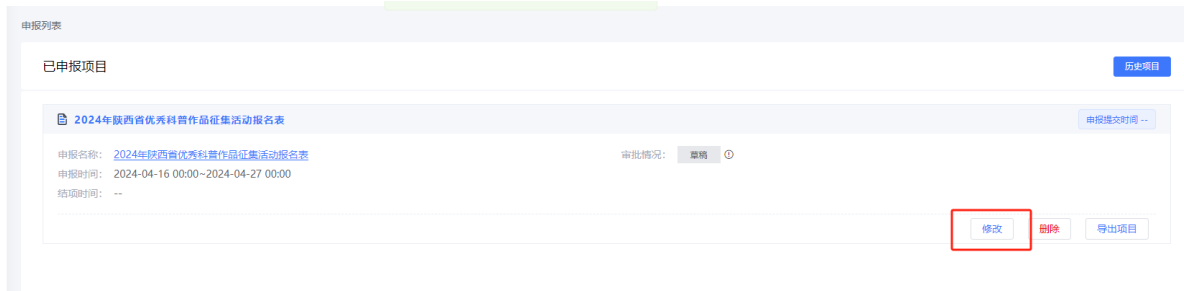 申报列表
已申报项目
历史项目
2024年陕西省优秀科普作品征集活动报名表
申报提交时间 --
申报名称： 2024年陕西省优秀科普作品征集活动报名表
审批情况： 草稿
申报时间： 2024-04-16 00:00~2024-04-27 00:00
结项时间： --
修改 删除 导出项目